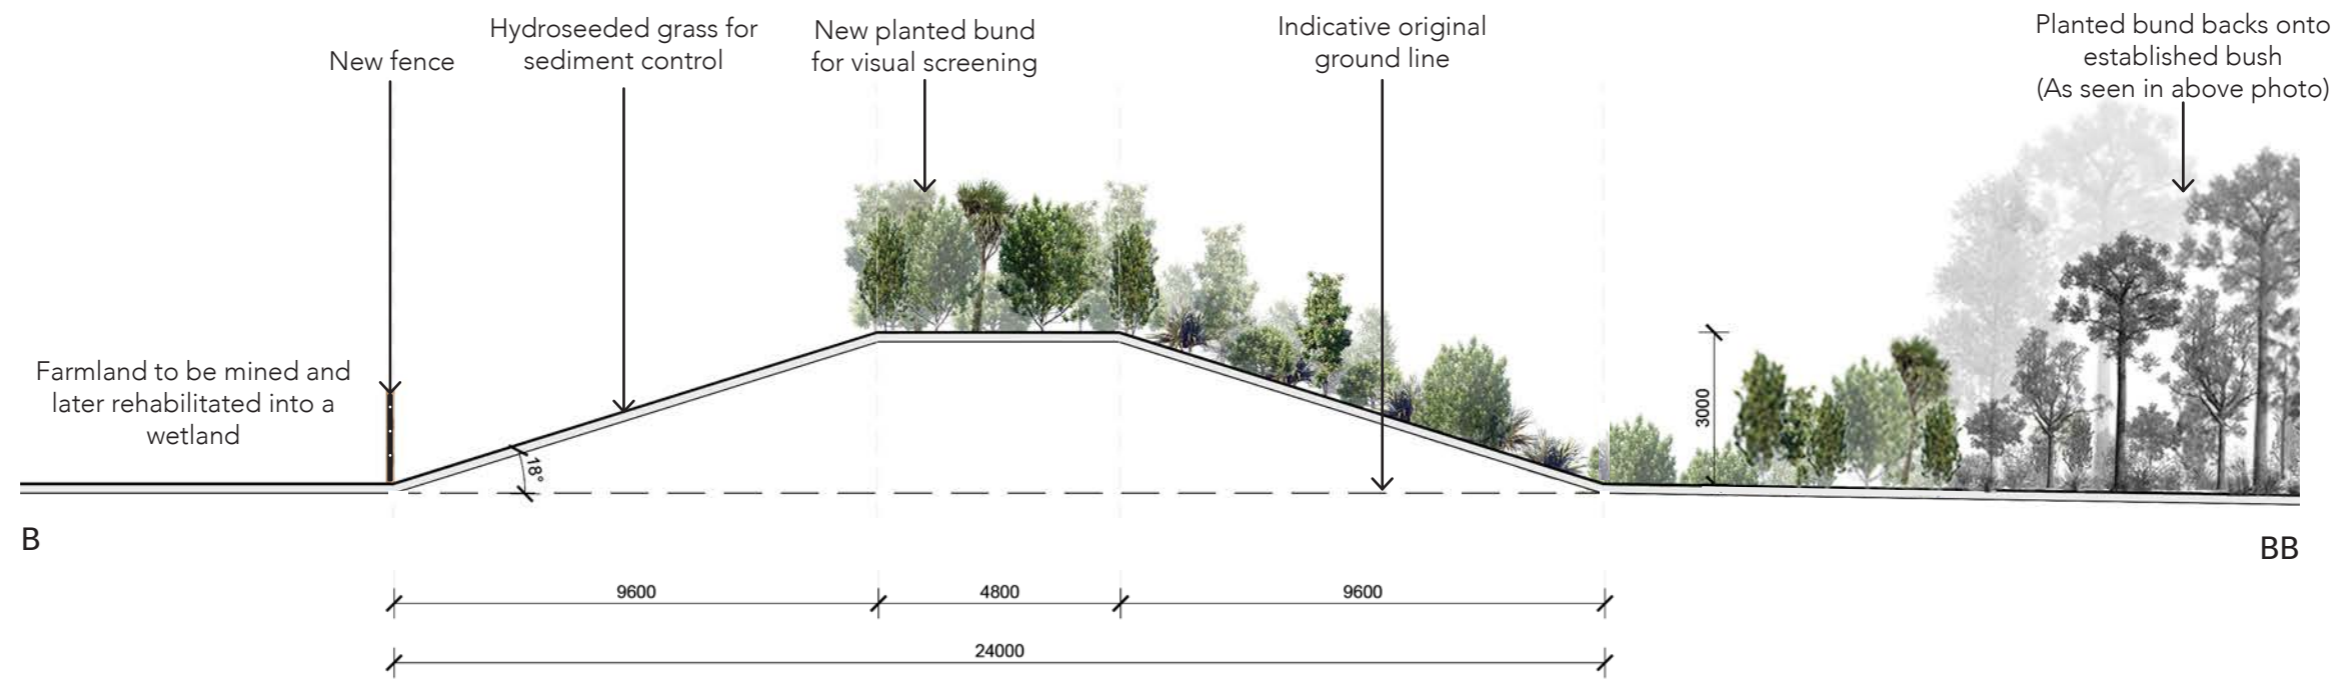 New fence
Hydroseeded grass for
sediment control
New planted bund
for visual screening
Indicative original
ground line
Planted bund backs onto
established bush
(As seen in above photo)
Farmland to be mined and
later rehabilitated into a
wetland
18°
3000
B
BB
9600
4800
9600
24000